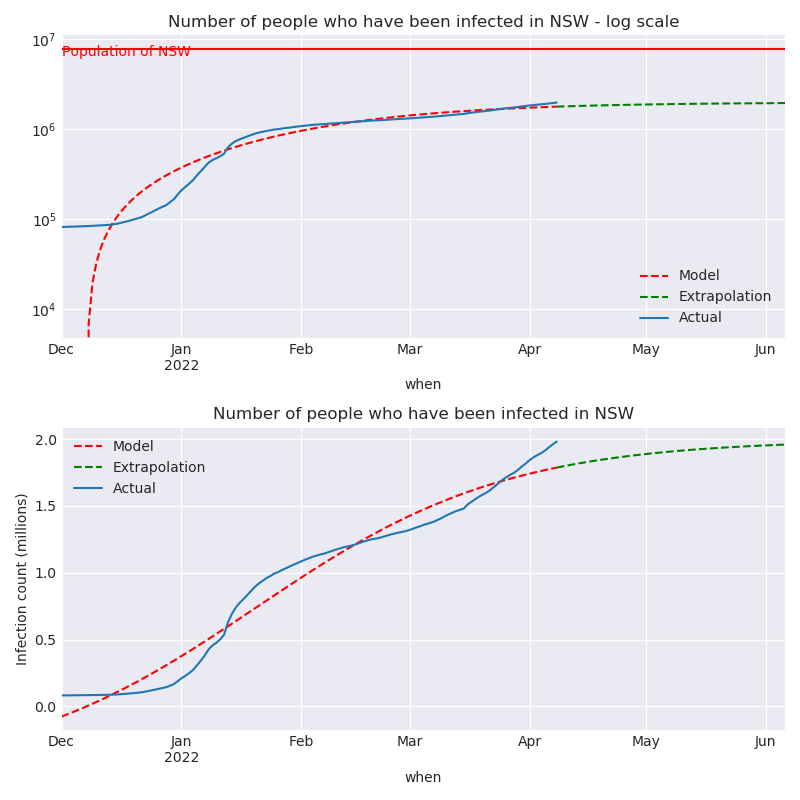 Number of people who have been infected in NSW - log scale
10^7
Population of NSW
10^6
10^5
10^4
Model
Extrapolation
Actual
Dec Jan Feb Mar Apr May Jun
2022
when
Number of people who have been infected in NSW
Infection count (millions)
2.0
1.5
1.0
0.5
0.0
Model
Extrapolation
Actual
Dec Jan Feb Mar Apr May Jun
2022
when